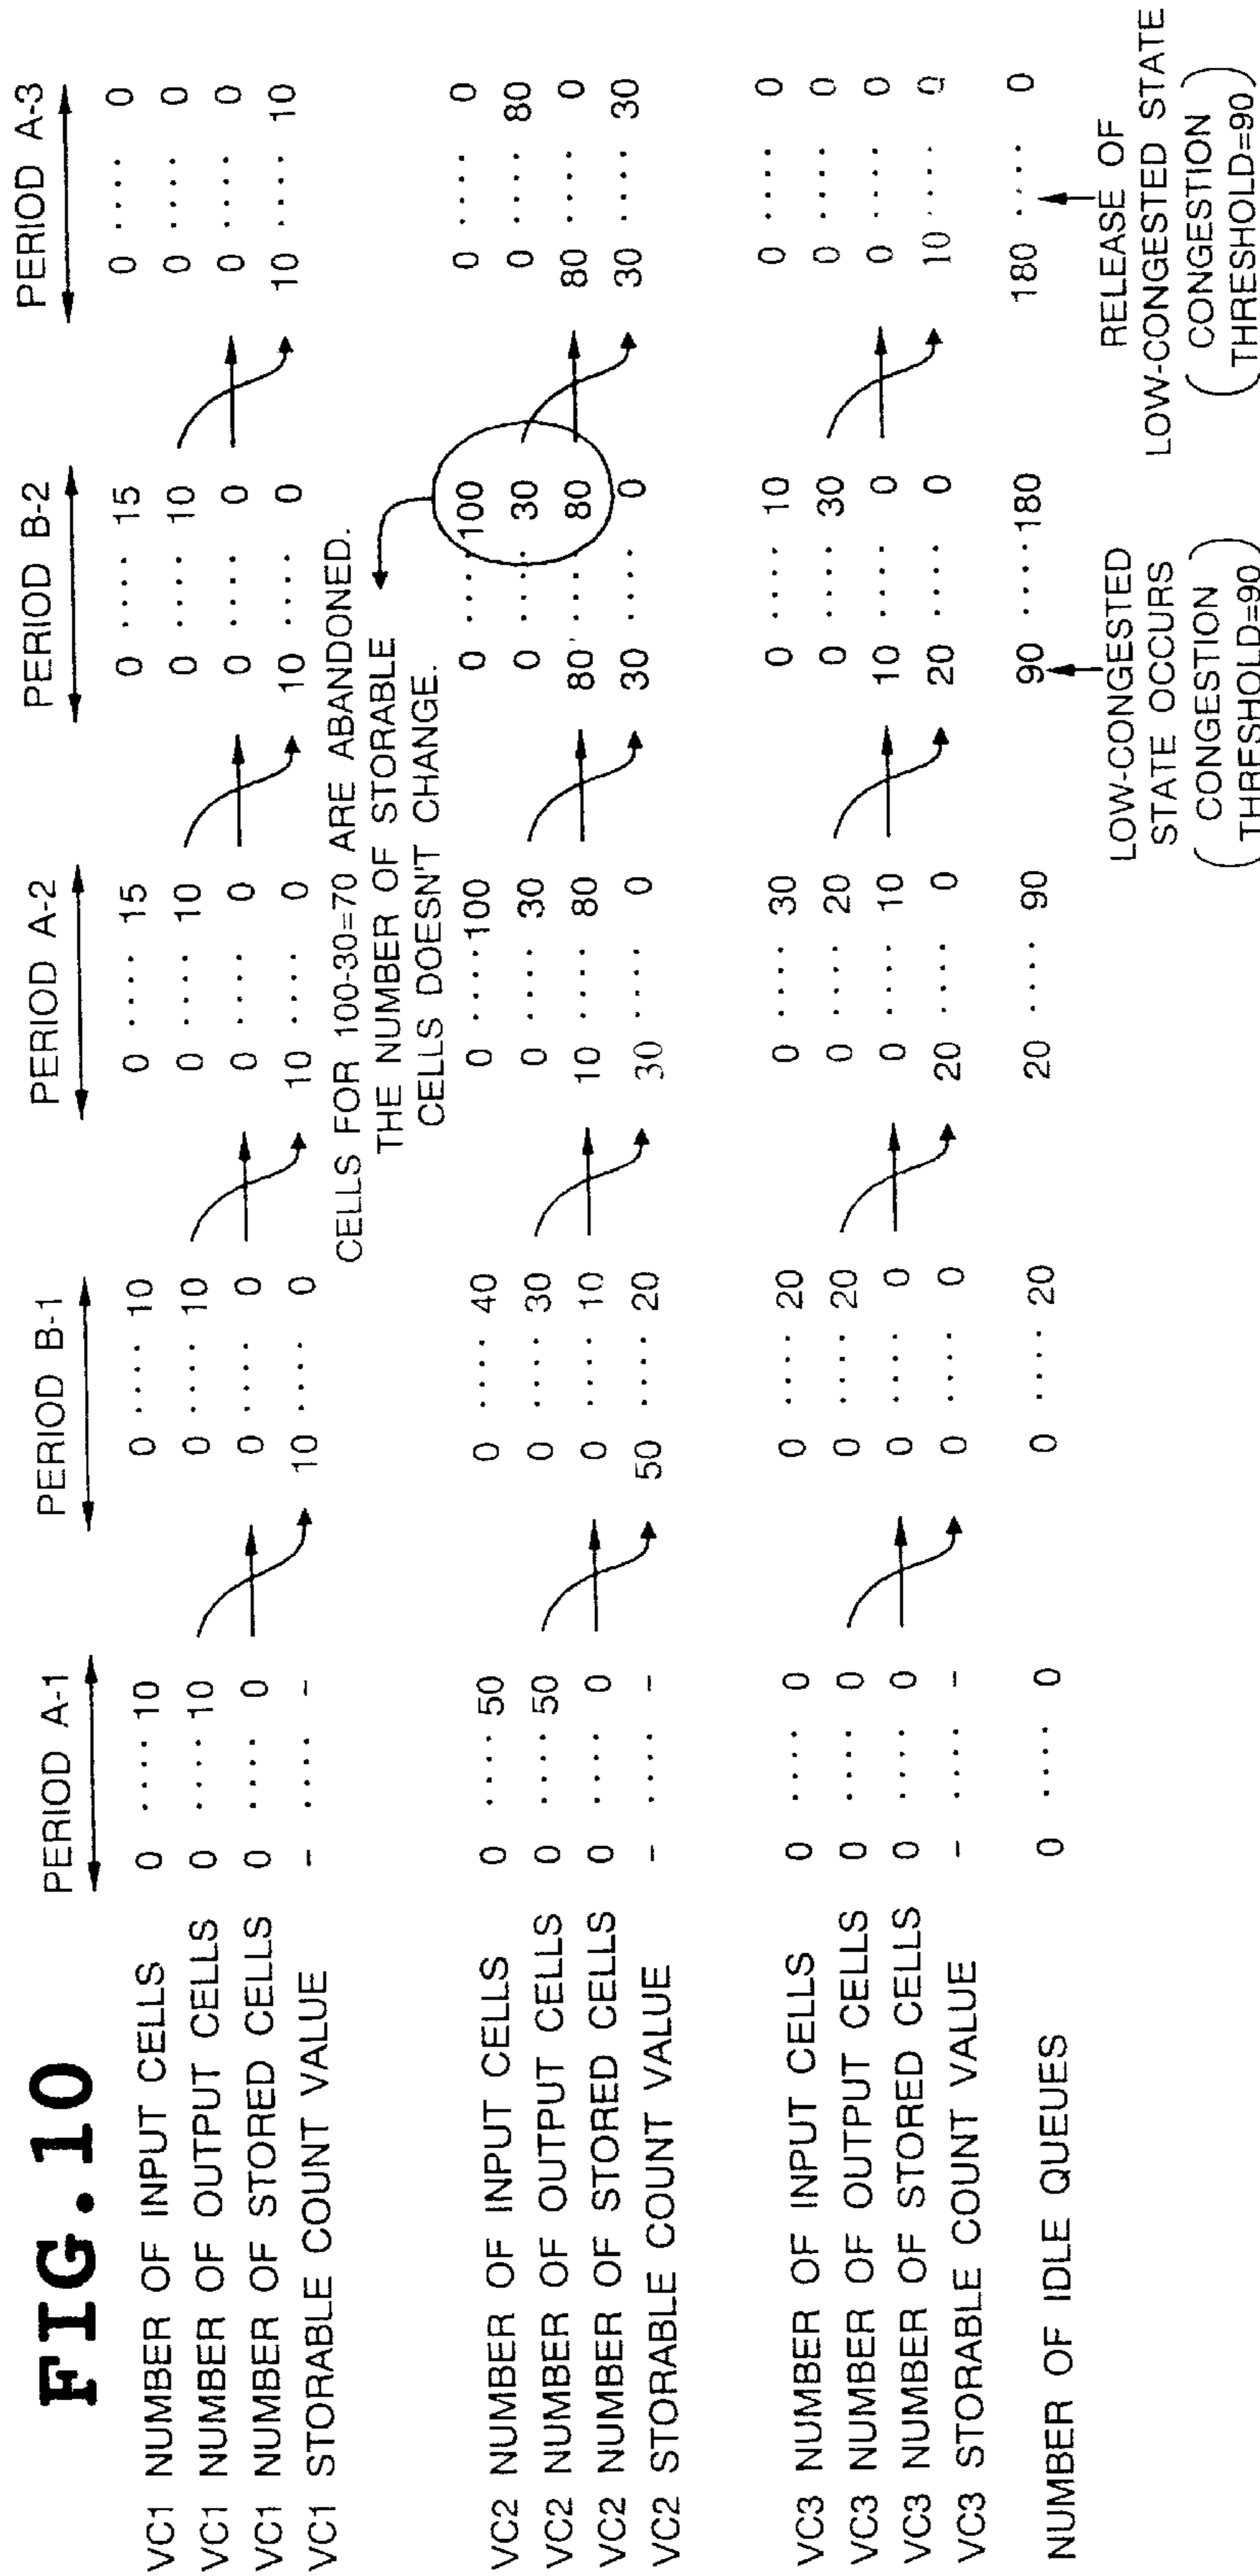 FIG.10
PERIOD A-1 PERIOD B-1 PERIOD A-2 PERIOD B-2 PERIOD A-3
VC1 NUMBER OF INPUT CELLS 0 ···· 10 0 ···· 10 0 ···· 15 0 ···· 15 0 ···· 0
VC1 NUMBER OF OUTPUT CELLS 0 ···· 10 0 ···· 10 0 ···· 10 0 ···· 10 0 ···· 0
VC1 NUMBER OF STORED CELLS 0 ···· 0 0 ···· 0 0 ···· 0 0 ···· 0 0 ···· 0
VC1 STORABLE COUNT VALUE - ···· - 10 ···· 0 10 ···· 0 10 ···· 0 10 ···· 10
CELLS FOR 100-30=70 ARE ABANDONED.
THE NUMBER OF STORABLE
CELLS DOESN'T CHANGE.
VC2 NUMBER OF INPUT CELLS 0 ···· 50 0 ···· 40 0 ···· 100 0 ···· 100 0 ···· 0
VC2 NUMBER OF OUTPUT CELLS 0 ···· 50 0 ···· 30 0 ···· 30 0 ···· 30 0 ···· 80
VC2 NUMBER OF STORED CELLS 0 ···· 0 0 ···· 10 10 ···· 80 80 ···· 80 80 ···· 0
VC2 STORABLE COUNT VALUE - ···· - 50 ···· 20 30 ···· 0 30 ···· 0 30 ···· 30
VC3 NUMBER OF INPUT CELLS 0 ···· 0 0 ···· 20 0 ···· 30 0 ···· 10 0 ···· 0
VC3 NUMBER OF OUTPUT CELLS 0 ···· 0 0 ···· 20 0 ···· 20 0 ···· 30 0 ···· 0
VC3 NUMBER OF STORED CELLS 0 ···· 0 0 ···· 0 0 ···· 10 10 ···· 0 0 ···· 0
VC3 STORABLE COUNT VALUE - ···· - 0 ···· 0 20 ···· 0 20 ···· 0 10 ···· 0
NUMBER OF IDLE QUEUES 0 ···· 0 0 ···· 20 20 ···· 90 90 ···· 180 180 ···· 0
LOW-CONGESTED
STATE OCCURS
(CONGESTION
THRESHOLD=90)
RELEASE OF
LOW-CONGESTED STATE
(CONGESTION
THRESHOLD=90)